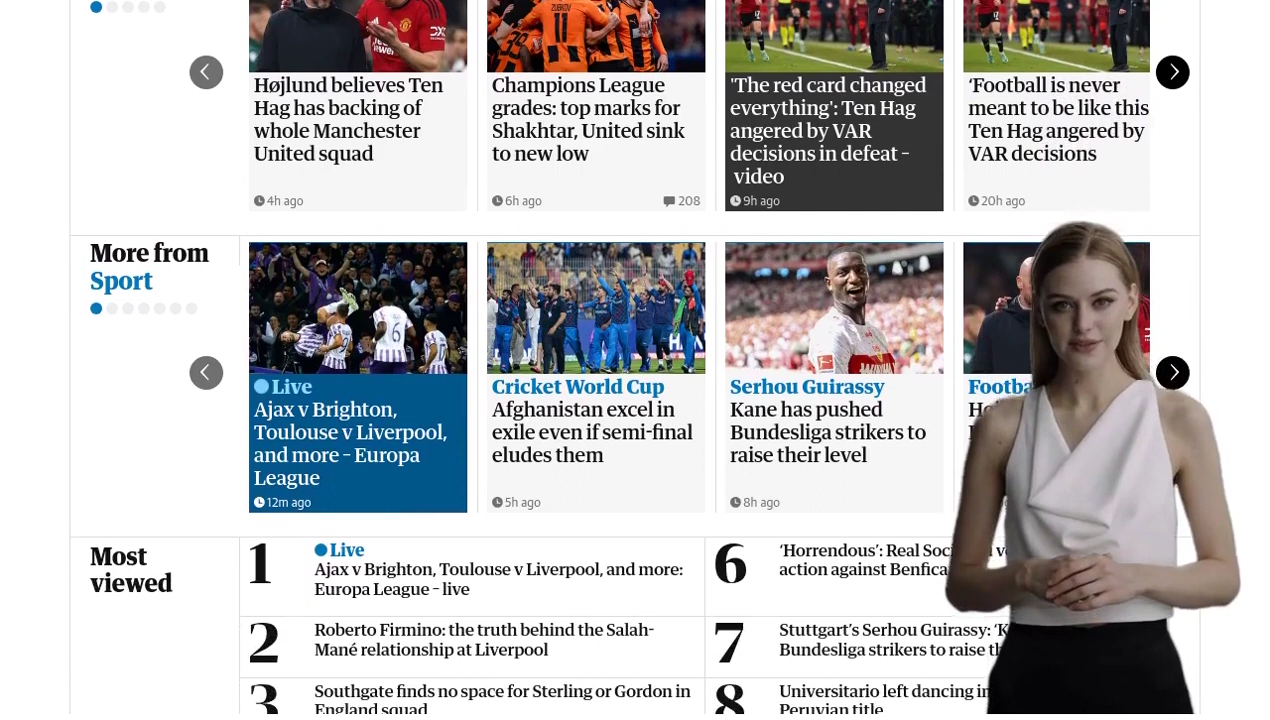 ZUBKOV
11
Højlund believes Ten
Hag has backing of
whole Manchester
United squad
4h ago
Champions League
grades: top marks for
Shakhtar, United sink
to new low
6h ago
208
'The red card changed
everything': Ten Hag
angered by VAR
decisions in defeat –
video
9h ago
‘Football is never
meant to be like this
Ten Hag angered by
VAR decisions
20h ago
More from
Sport
6
Live
Ajax v Brighton,
Toulouse v Liverpool,
and more – Europa
League
12m ago
Cricket World Cup
Afghanistan excel in
exile even if semi-final
eludes them
5h ago
Serhou Guirassy
Kane has pushed
Bundesliga strikers to
raise their level
8h ago
Most
viewed
1
Live
Ajax v Brighton, Toulouse v Liverpool, and more:
Europa League – live
2
Roberto Firmino: the truth behind the Salah-
Mané relationship at Liverpool
3
Southgate finds no space for Sterling or Gordon in
England squad
6
‘Horrendous’: Real
action against Benfica
7
Stuttgart’s Serhou Guirassy:
Bundesliga strikers to raise
8
Universitario left dancing in
Peruvian title